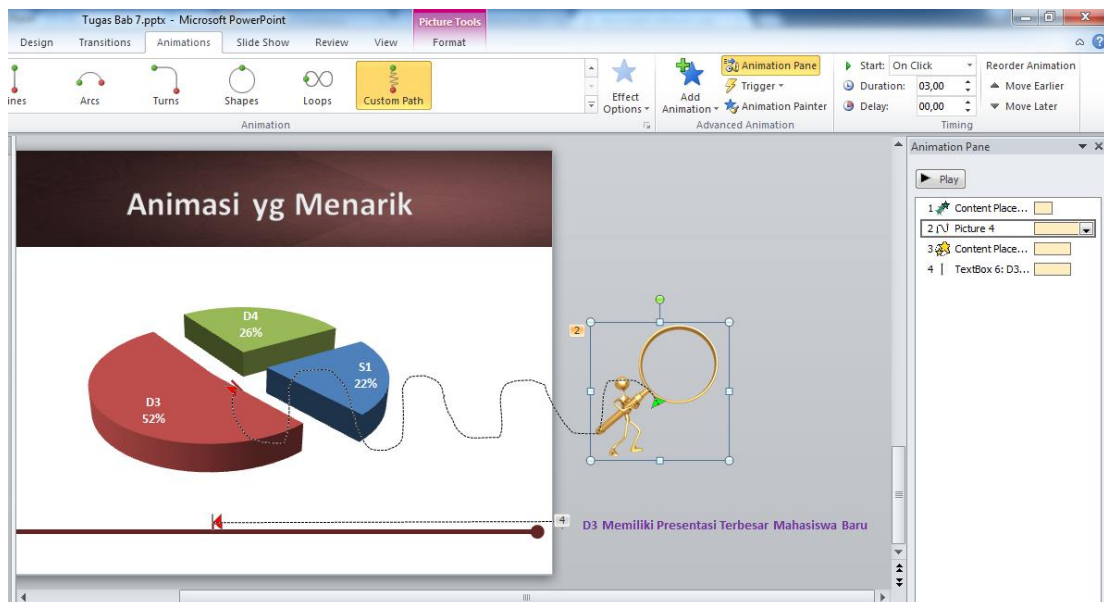 Tugas Bab 7.pptx - Microsoft PowerPoint
Picture Tools
Design Transitions Animations Slide Show Review View Format
ines Arcs Turns Shapes Loops Custom Path
Effect Options
Add Animation
Animation Pane
Trigger
Animation Painter
Start: On Click
Duration: 03,00
Delay: 00,00
Reorder Animation
Move Earlier
Move Later
Animation Advanced Animation Timing
Animation Pane
Play
1 Content Place...
2 Picture 4
3 Content Place...
4 TextBox 6: D3...
Animasi yg Menarik
D4
26%
S1
22%
D3
52%
2
4
D3 Memiliki Presentasi Terbesar Mahasiswa Baru